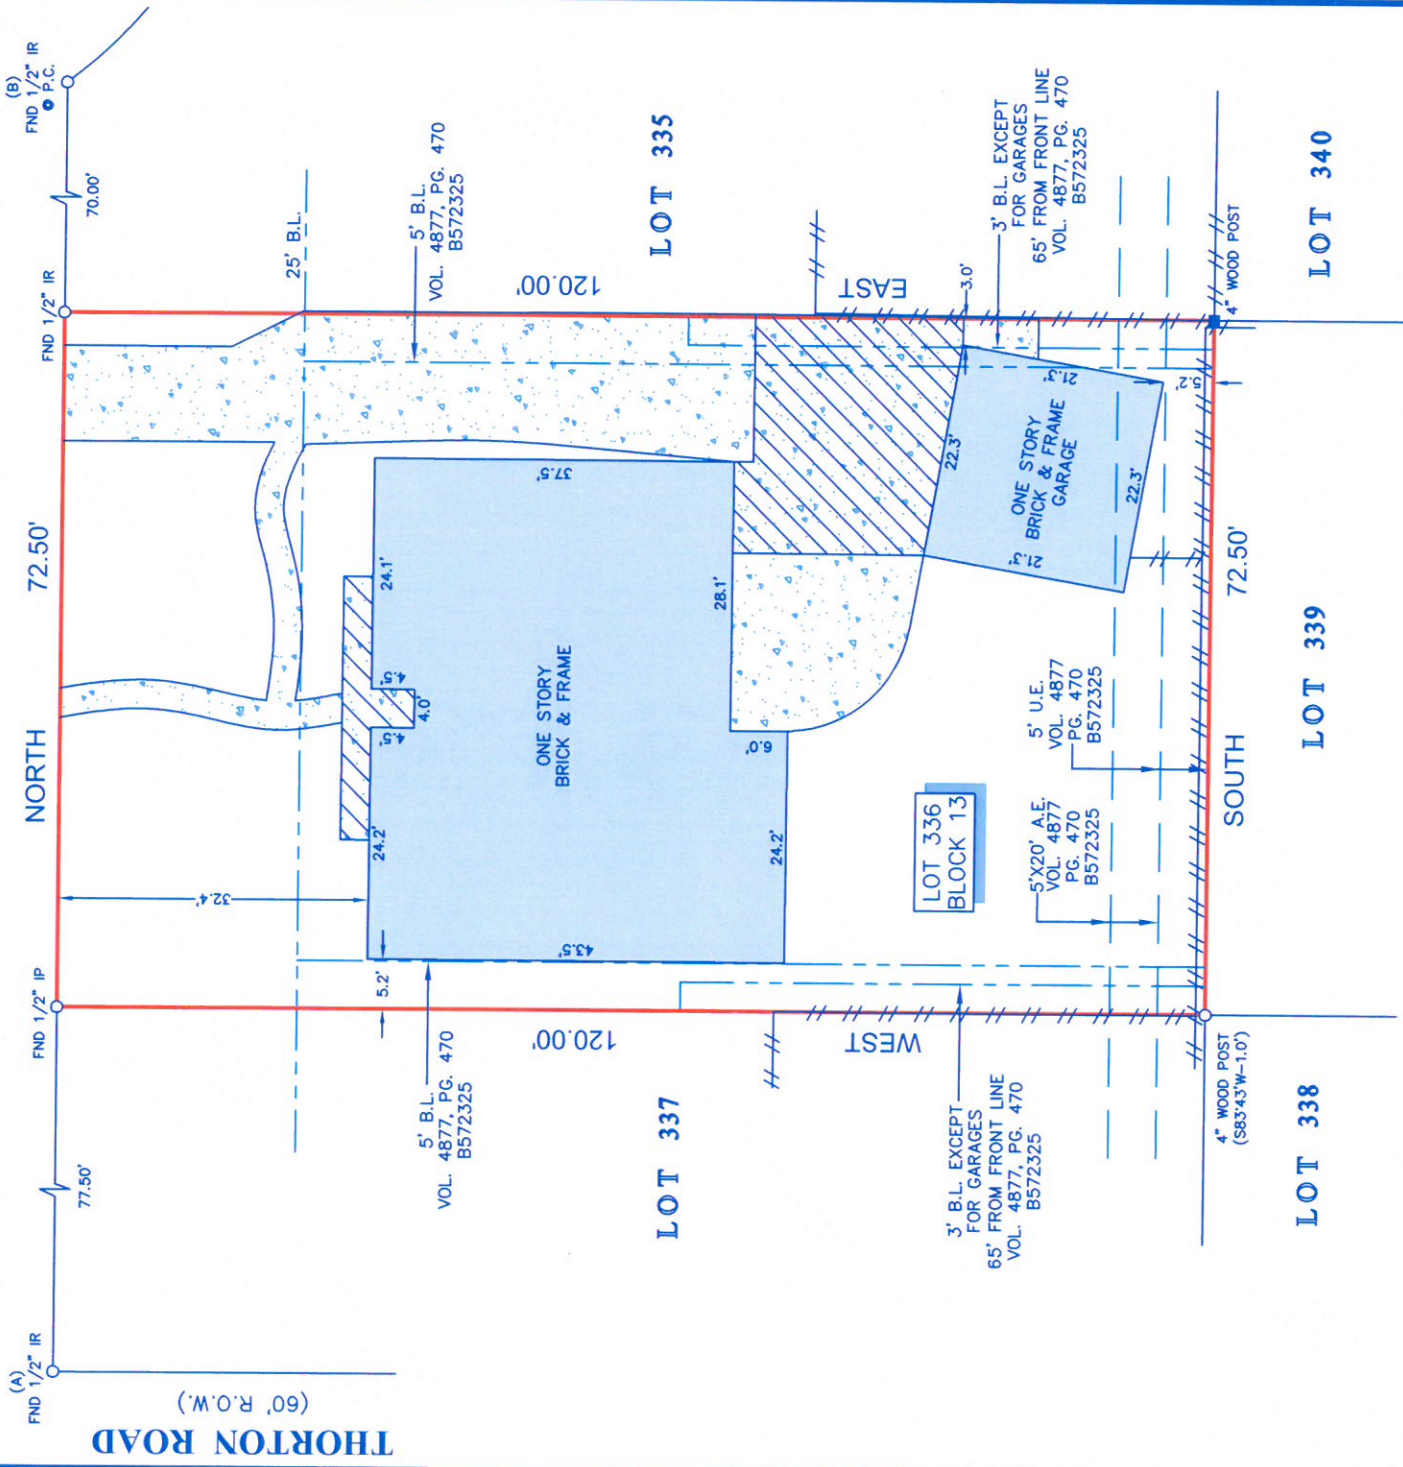 (B)
FND 1/2" IR
P.C.
70.00'
FND 1/2" IR
25' B.L.
5' B.L.
VOL. 4877, PG. 470
B572325
LOT 335
120.00'
EAST
3' B.L. EXCEPT
FOR GARAGES
65' FROM FRONT LINE
VOL. 4877, PG. 470
B572325
3.0'
4" WOOD POST
LOT 340
NORTH 72.50'
32.4'
24.1'
4.5'
4.0'
4.5'
24.2'
37.5'
ONE STORY
BRICK & FRAME
28.1'
6.0'
24.2'
43.5'
5.2'
22.3'
21.3'
ONE STORY
BRICK & FRAME
GARAGE
21.3'
22.3'
5.2'
LOT 336
BLOCK 13
5' U.E.
VOL. 4877
PG. 470
B572325
5'X20' A.E.
VOL. 4877
PG. 470
B572325
SOUTH 72.50'
LOT 339
FND 1/2" IP
77.50'
5' B.L.
VOL. 4877, PG. 470
B572325
120.00'
WEST
LOT 337
3' B.L. EXCEPT
FOR GARAGES
65' FROM FRONT LINE
VOL. 4877, PG. 470
B572325
4" WOOD POST
(S83°43'W-1.0')
LOT 338
(A)
FND 1/2" IR
(60' R.O.W.)
THORTON ROAD